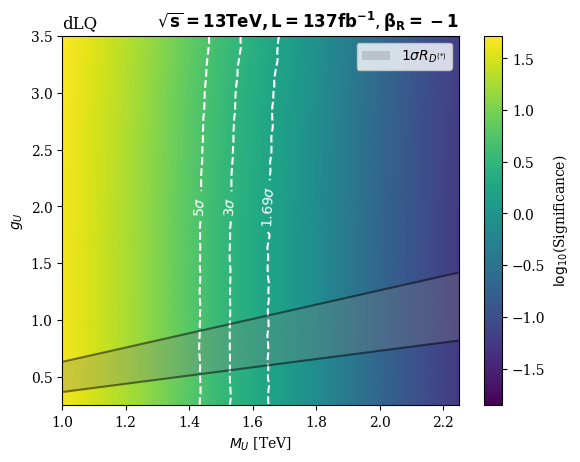 dLQ
√s = 13TeV, L = 137fb⁻¹, β_R = −1
1σR_D(*)
3.5
3.0
2.5
2.0
1.5
1.0
0.5
g_U
5σ
3σ
1.69σ
1.0
1.2
1.4
1.6
1.8
2.0
2.2
M_U [TeV]
1.5
1.0
0.5
0.0
−0.5
−1.0
−1.5
log₁₀(Significance)